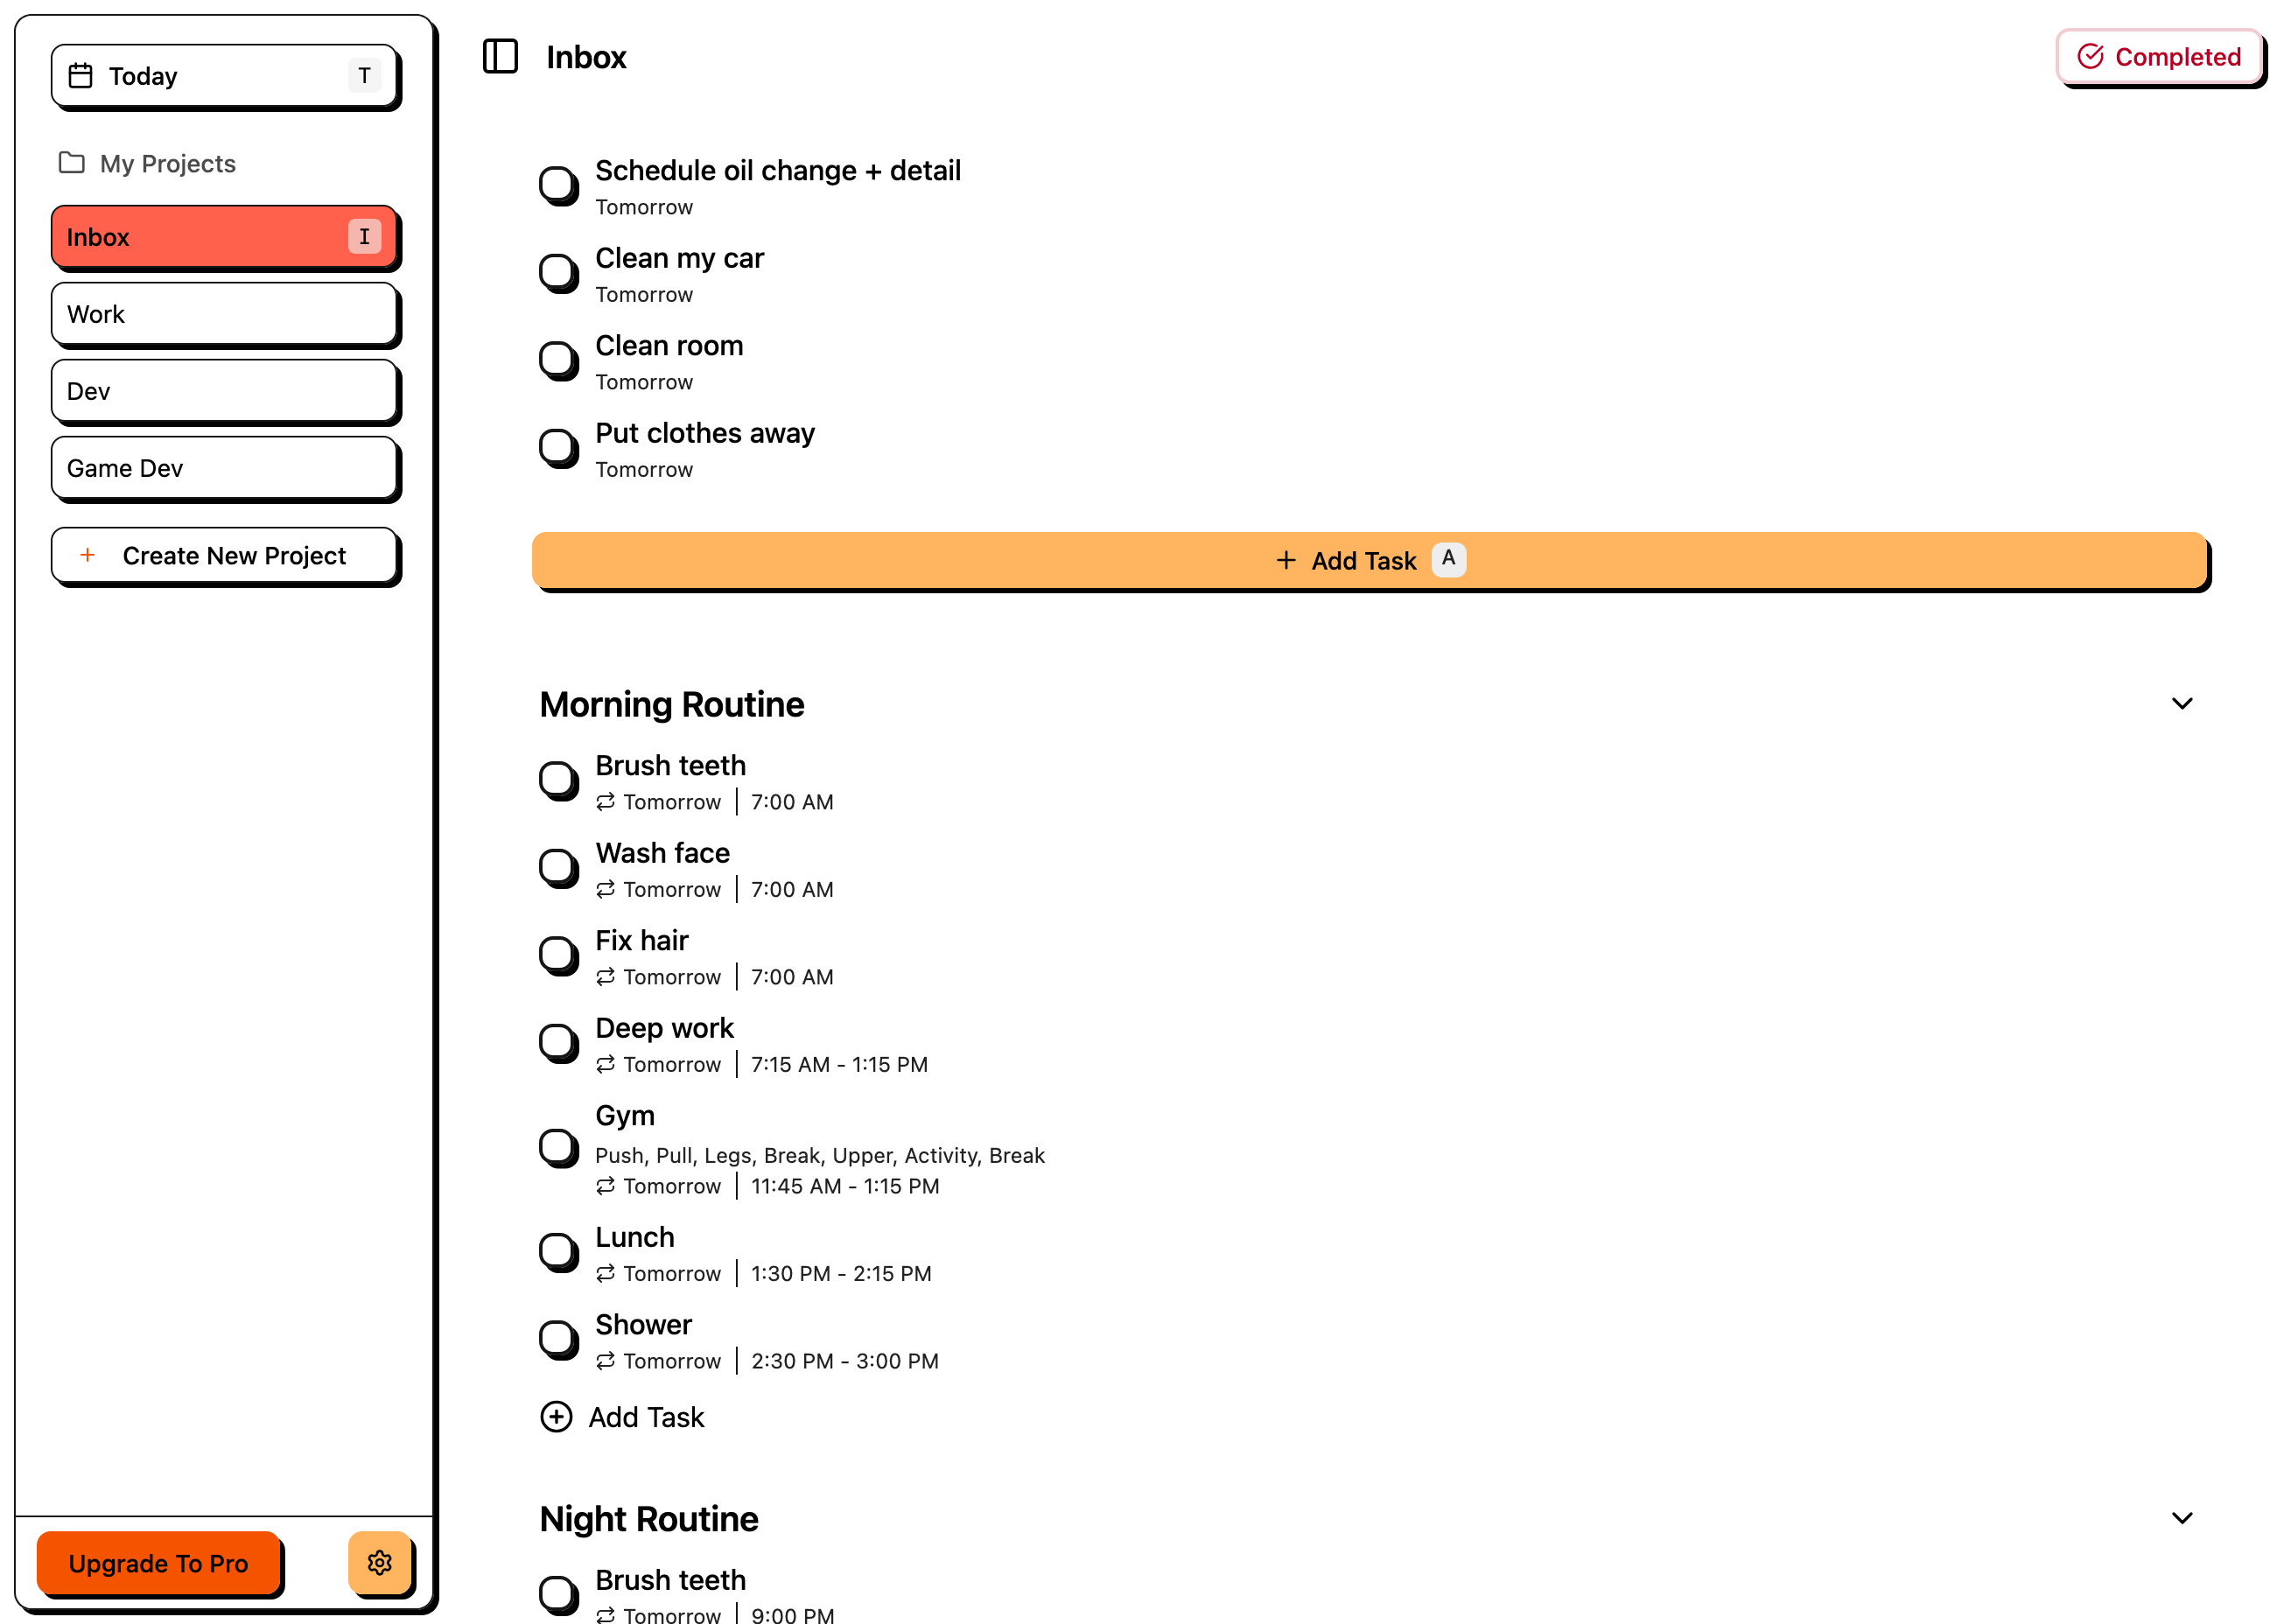 Today T
My Projects
Inbox I
Work
Dev
Game Dev
+ Create New Project
Upgrade To Pro
Inbox
Completed
Schedule oil change + detail
Tomorrow
Clean my car
Tomorrow
Clean room
Tomorrow
Put clothes away
Tomorrow
+ Add Task A
Morning Routine
Brush teeth
Tomorrow | 7:00 AM
Wash face
Tomorrow | 7:00 AM
Fix hair
Tomorrow | 7:00 AM
Deep work
Tomorrow | 7:15 AM - 1:15 PM
Gym
Push, Pull, Legs, Break, Upper, Activity, Break
Tomorrow | 11:45 AM - 1:15 PM
Lunch
Tomorrow | 1:30 PM - 2:15 PM
Shower
Tomorrow | 2:30 PM - 3:00 PM
Add Task
Night Routine
Brush teeth
Tomorrow | 9:00 PM